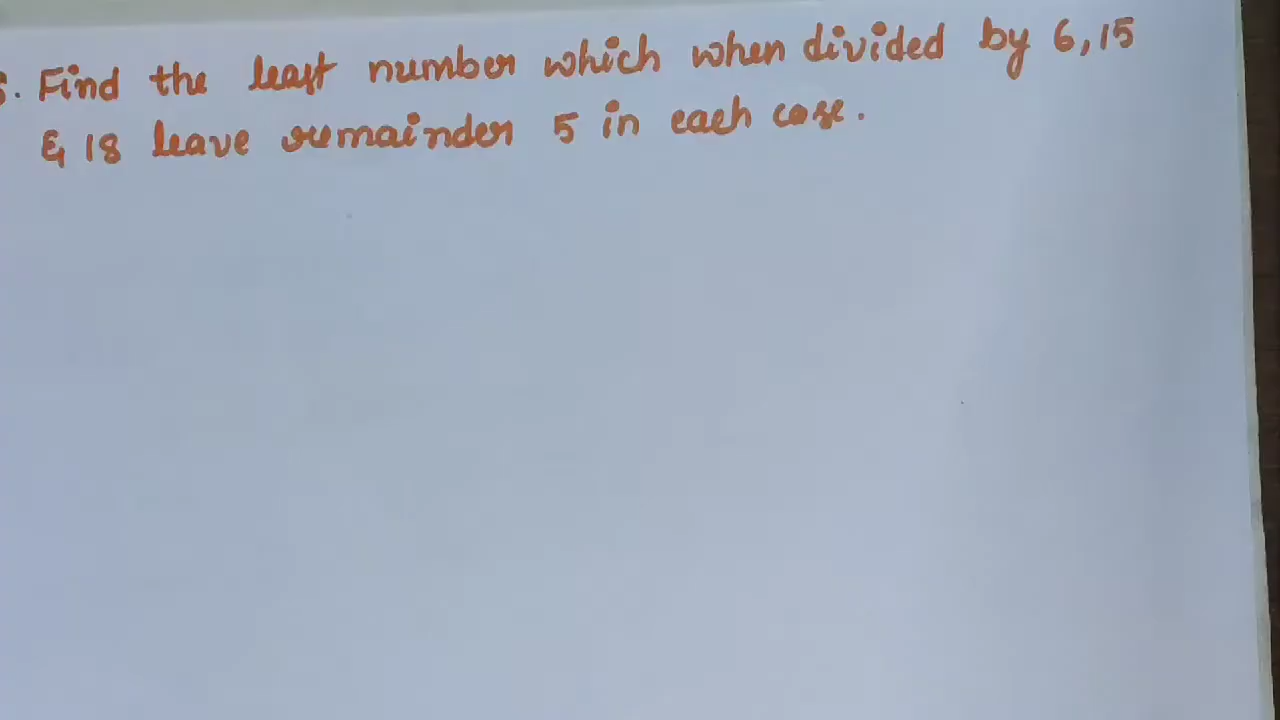 . Find the least number which when divided by 6, 15
& 18 leave remainder 5 in each case.